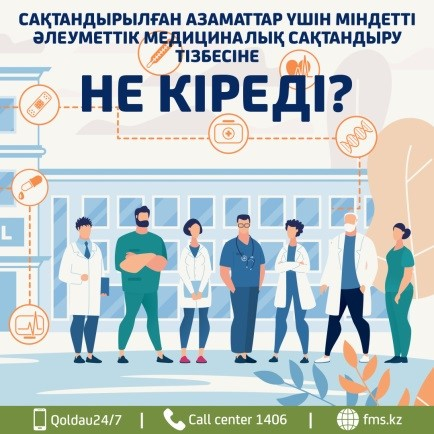 САҚТАНДЫРЫЛҒАН АЗАМАТТАР ҮШІН МІНДЕТТІ
ӘЛЕУМЕТТІК МЕДИЦИНАЛЫҚ САҚТАНДЫРУ
ТІЗБЕСІНЕ
НЕ КІРЕДІ?
L
Qoldau24/7 | Call center 1406 | fms.kz